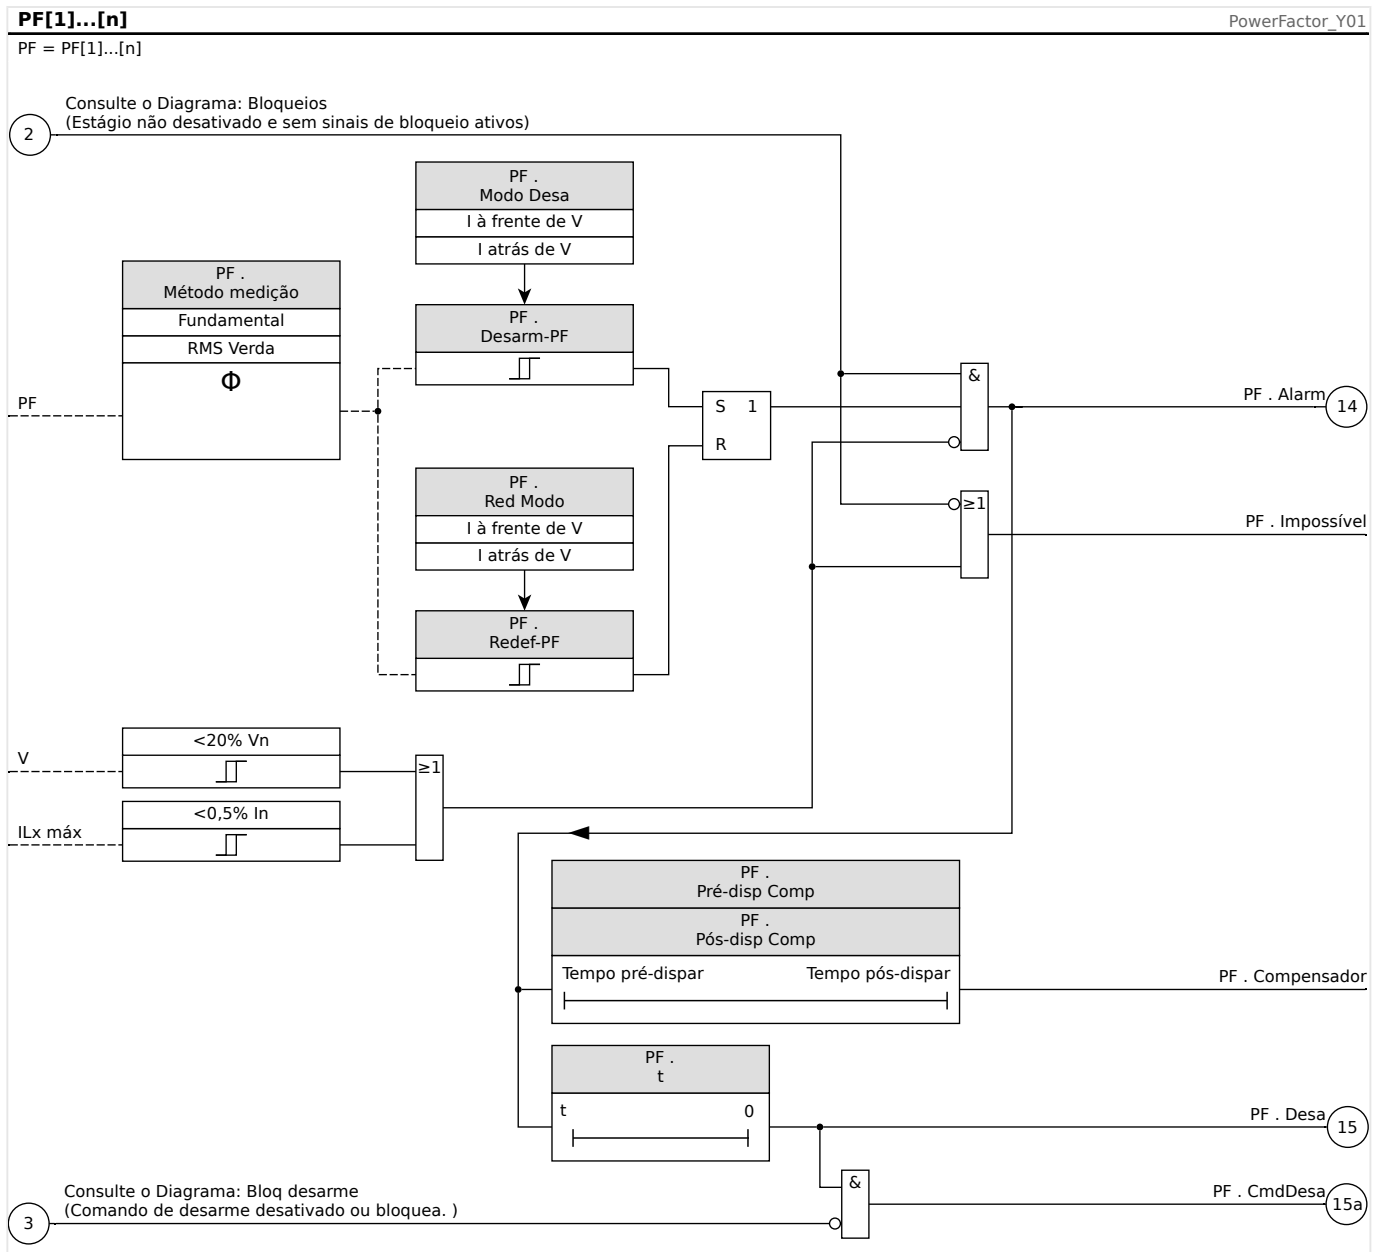 PF[1]...[n]
PowerFactor_Y01
PF = PF[1]...[n]
Consulte o Diagrama: Bloqueios
(Estágio não desativado e sem sinais de bloqueio ativos)
2
PF .
Modo Desa
I à frente de V
I atrás de V
PF .
Método medição
Fundamental
RMS Verda
Φ
PF
PF .
Desarm-PF
S 1
R
&
PF . Alarm
14
PF .
Red Modo
I à frente de V
I atrás de V
≥1
PF . Impossível
PF .
Redef-PF
<20% Vn
V
≥1
<0,5% In
ILx máx
PF .
Pré-disp Comp
PF .
Pós-disp Comp
Tempo pré-dispar
Tempo pós-dispar
PF . Compensador
PF .
t
t 0
PF . Desa
15
&
PF . CmdDesa
15a
Consulte o Diagrama: Bloq desarme
(Comando de desarme desativado ou bloquea. )
3